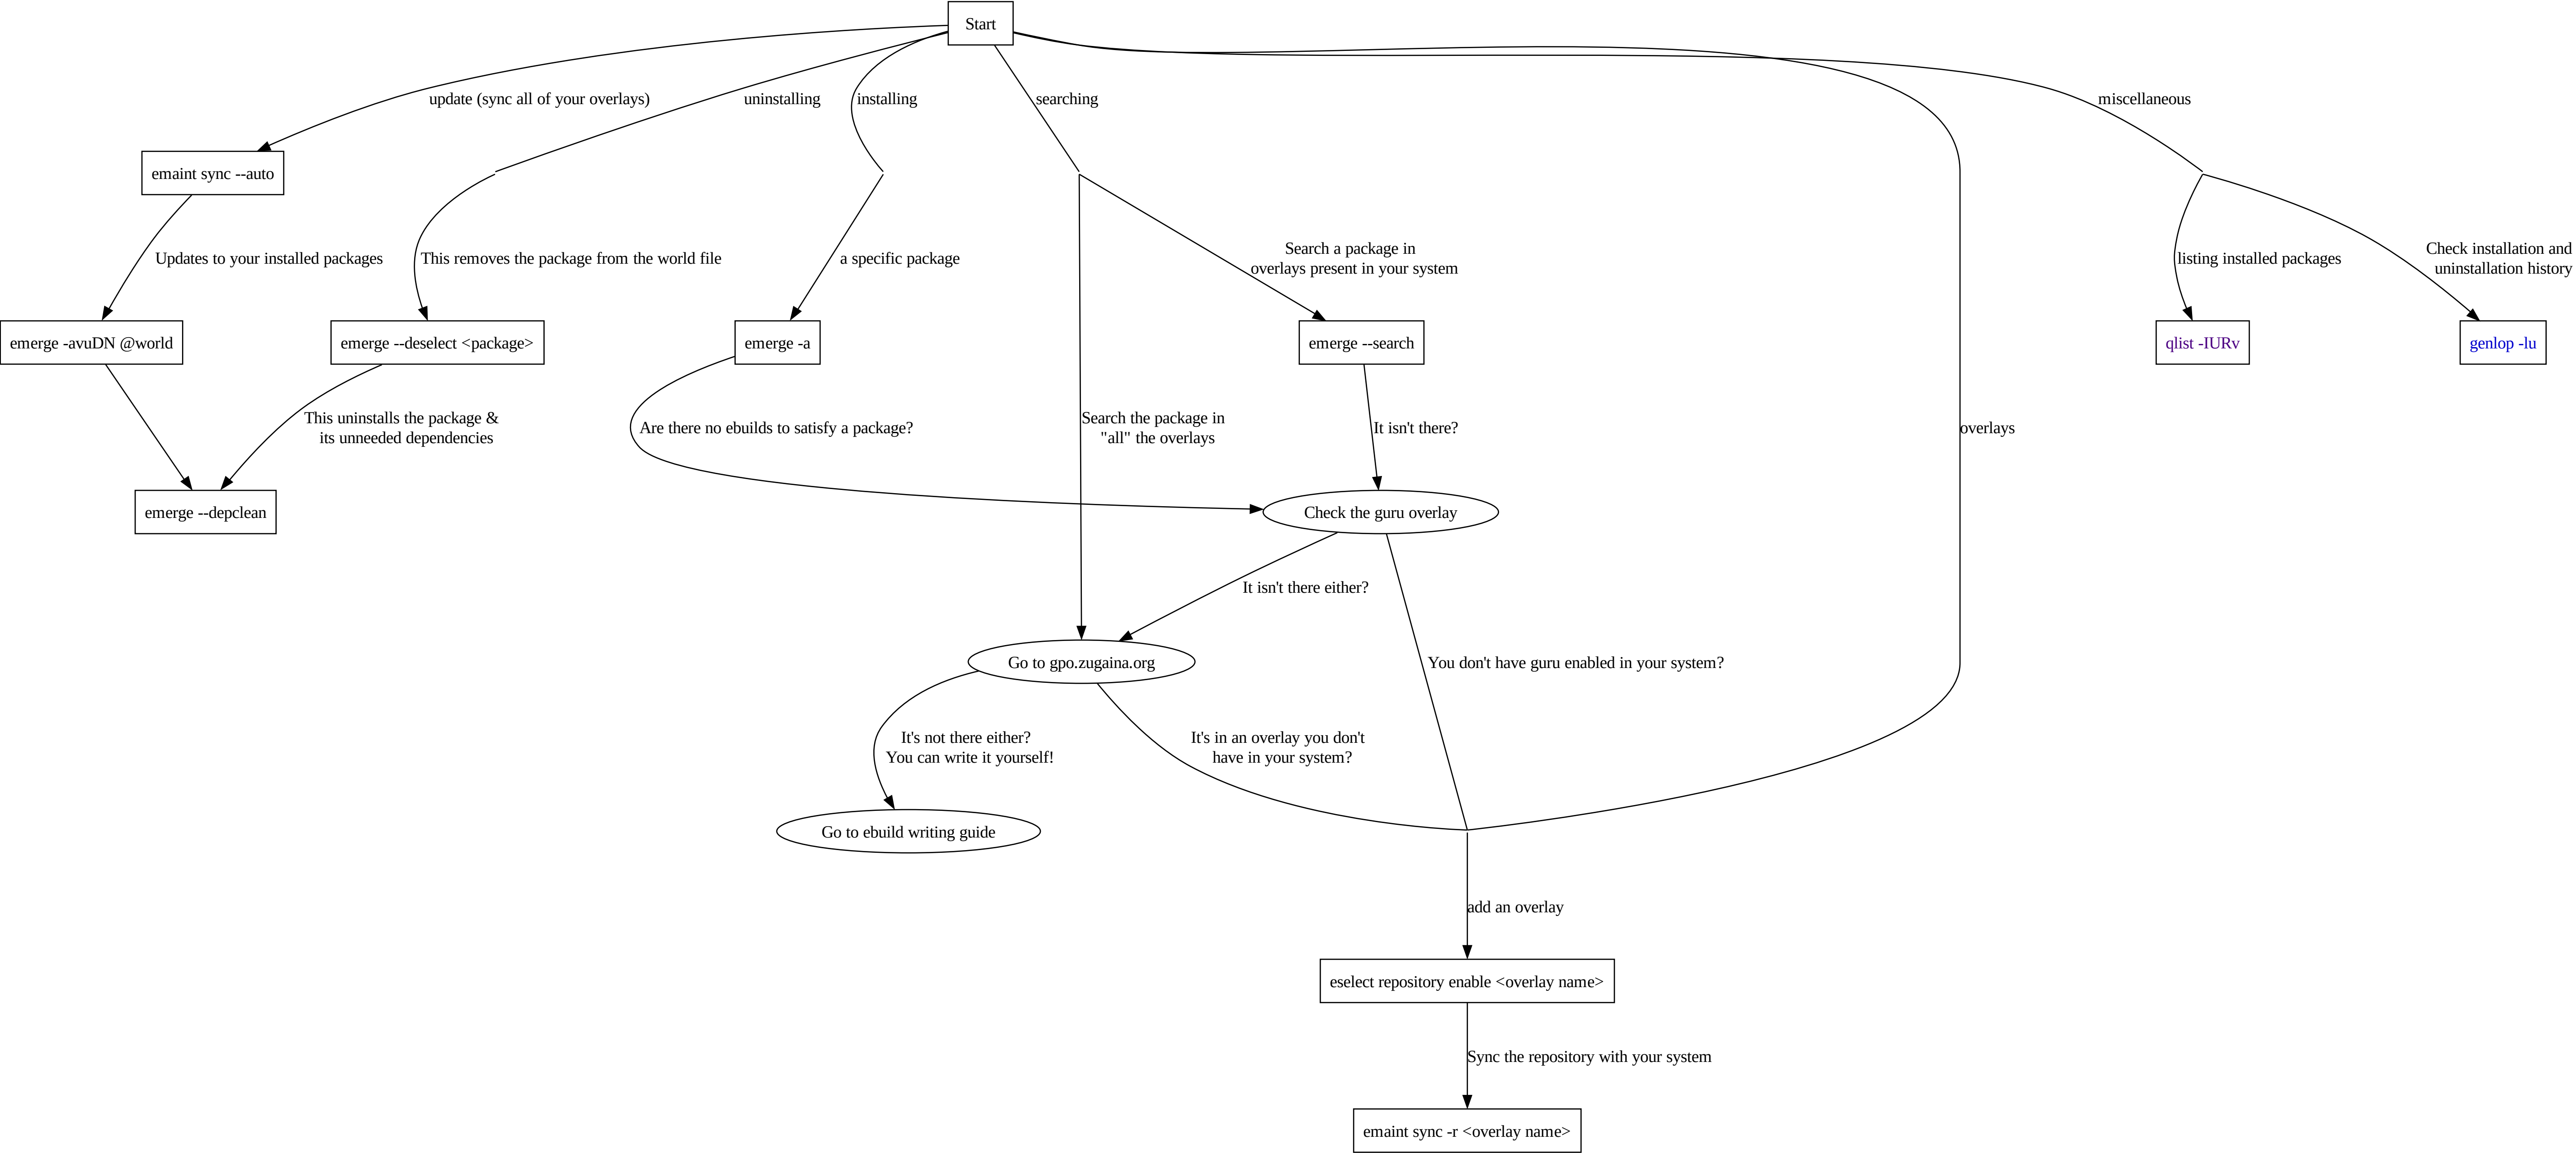 Start
update (sync all of your overlays)
uninstalling
installing
searching
miscellaneous
emaint sync --auto
Updates to your installed packages
This removes the package from the world file
a specific package
Search a package in
overlays present in your system
listing installed packages
Check installation and
uninstallation history
emerge -avuDN @world
emerge --deselect <package>
emerge -a
emerge --search
qlist -IURv
genlop -lu
This uninstalls the package &
its unneeded dependencies
Are there no ebuilds to satisfy a package?
Search the package in
"all" the overlays
It isn't there?
overlays
emerge --depclean
Check the guru overlay
It isn't there either?
Go to gpo.zugaina.org
You don't have guru enabled in your system?
It's not there either?
You can write it yourself!
It's in an overlay you don't
have in your system?
Go to ebuild writing guide
add an overlay
eselect repository enable <overlay name>
Sync the repository with your system
emaint sync -r <overlay name>